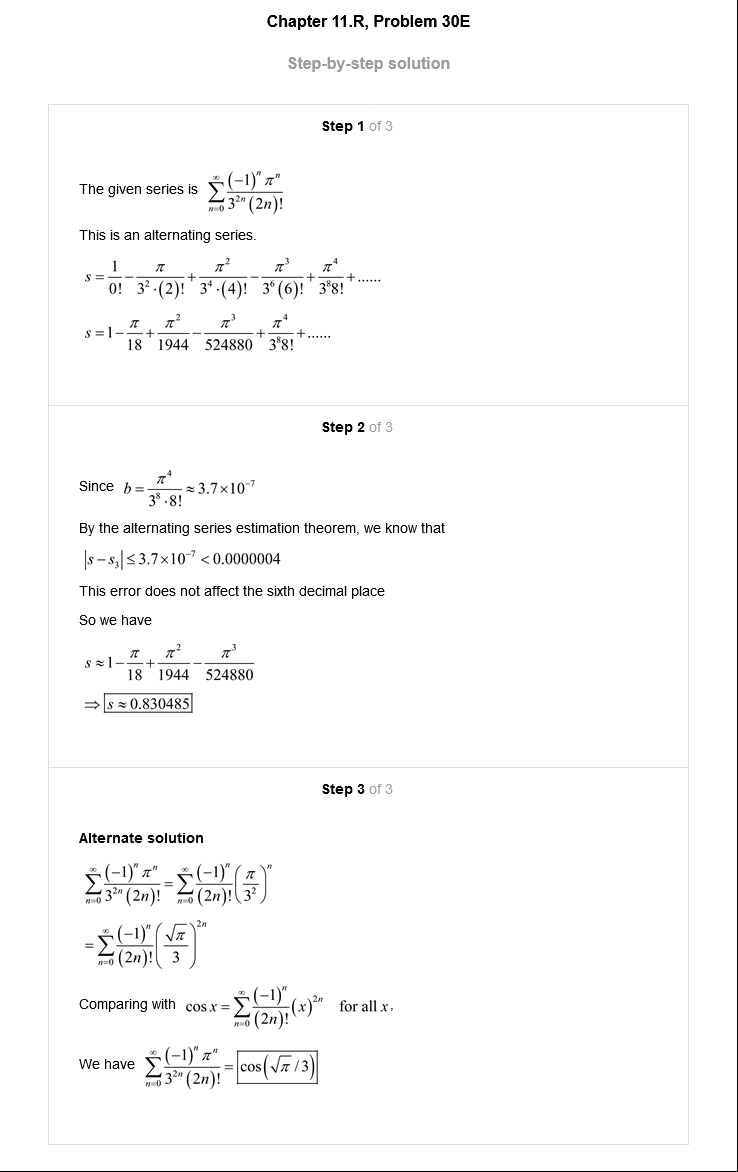 Chapter 11.R, Problem 30E
Step-by-step solution
Step 1 of 3
The given series is \sum_{n=0}^{\infty} \frac{(-1)^n \pi^n}{3^{2n}(2n)!}
This is an alternating series.
s = \frac{1}{0!} - \frac{\pi}{3^2 \cdot (2)!} + \frac{\pi^2}{3^4 \cdot (4)!} - \frac{\pi^3}{3^6 (6)!} + \frac{\pi^4}{3^8 8!} + ......
s = 1 - \frac{\pi}{18} + \frac{\pi^2}{1944} - \frac{\pi^3}{524880} + \frac{\pi^4}{3^8 8!} + ......
Step 2 of 3
Since b = \frac{\pi^4}{3^8 \cdot 8!} ≈ 3.7 × 10^{-7}
By the alternating series estimation theorem, we know that
|s - s_3| ≤ 3.7 × 10^{-7} < 0.0000004
This error does not affect the sixth decimal place
So we have
s ≈ 1 - \frac{\pi}{18} + \frac{\pi^2}{1944} - \frac{\pi^3}{524880}
⇒ s ≈ 0.830485
Step 3 of 3
Alternate solution
\sum_{n=0}^{\infty} \frac{(-1)^n \pi^n}{3^{2n}(2n)!} = \sum_{n=0}^{\infty} \frac{(-1)^n}{(2n)!} \left(\frac{\pi}{3^2}\right)^n
= \sum_{n=0}^{\infty} \frac{(-1)^n}{(2n)!} \left(\frac{\sqrt{\pi}}{3}\right)^{2n}
Comparing with cos x = \sum_{n=0}^{\infty} \frac{(-1)^n}{(2n)!} (x)^{2n} for all x,
We have \sum_{n=0}^{\infty} \frac{(-1)^n \pi^n}{3^{2n}(2n)!} = cos(\sqrt{\pi}/3)